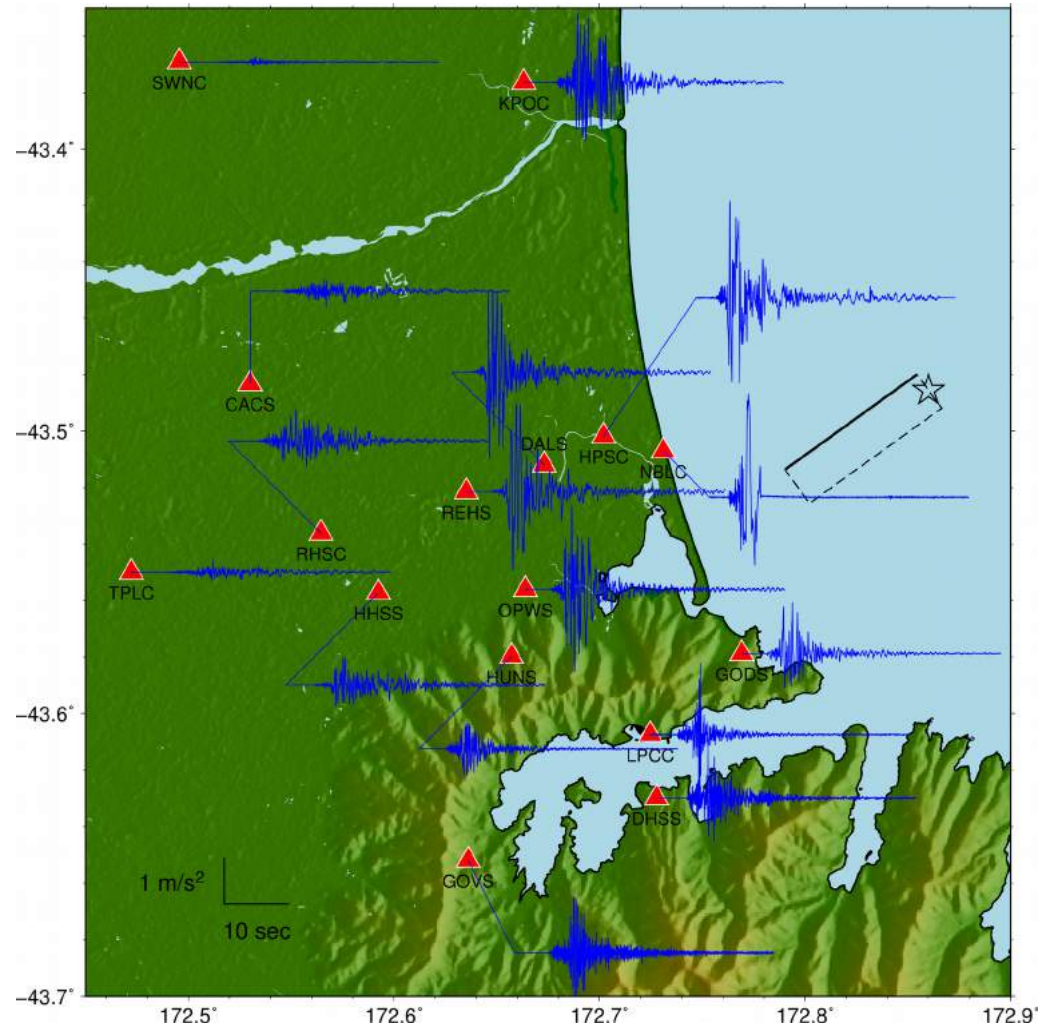 SWNC
KPOC
−43.4˚
CACS
−43.5˚
DALS
HPSC
NBLC
REHS
RHSC
TPLC
HHSS
OPWS
HUNS
GODS
−43.6˚
LPCC
DHSS
GOVS
1 m/s²
10 sec
−43.7˚
172.5˚
172.6˚
172.7˚
172.8˚
172.9˚